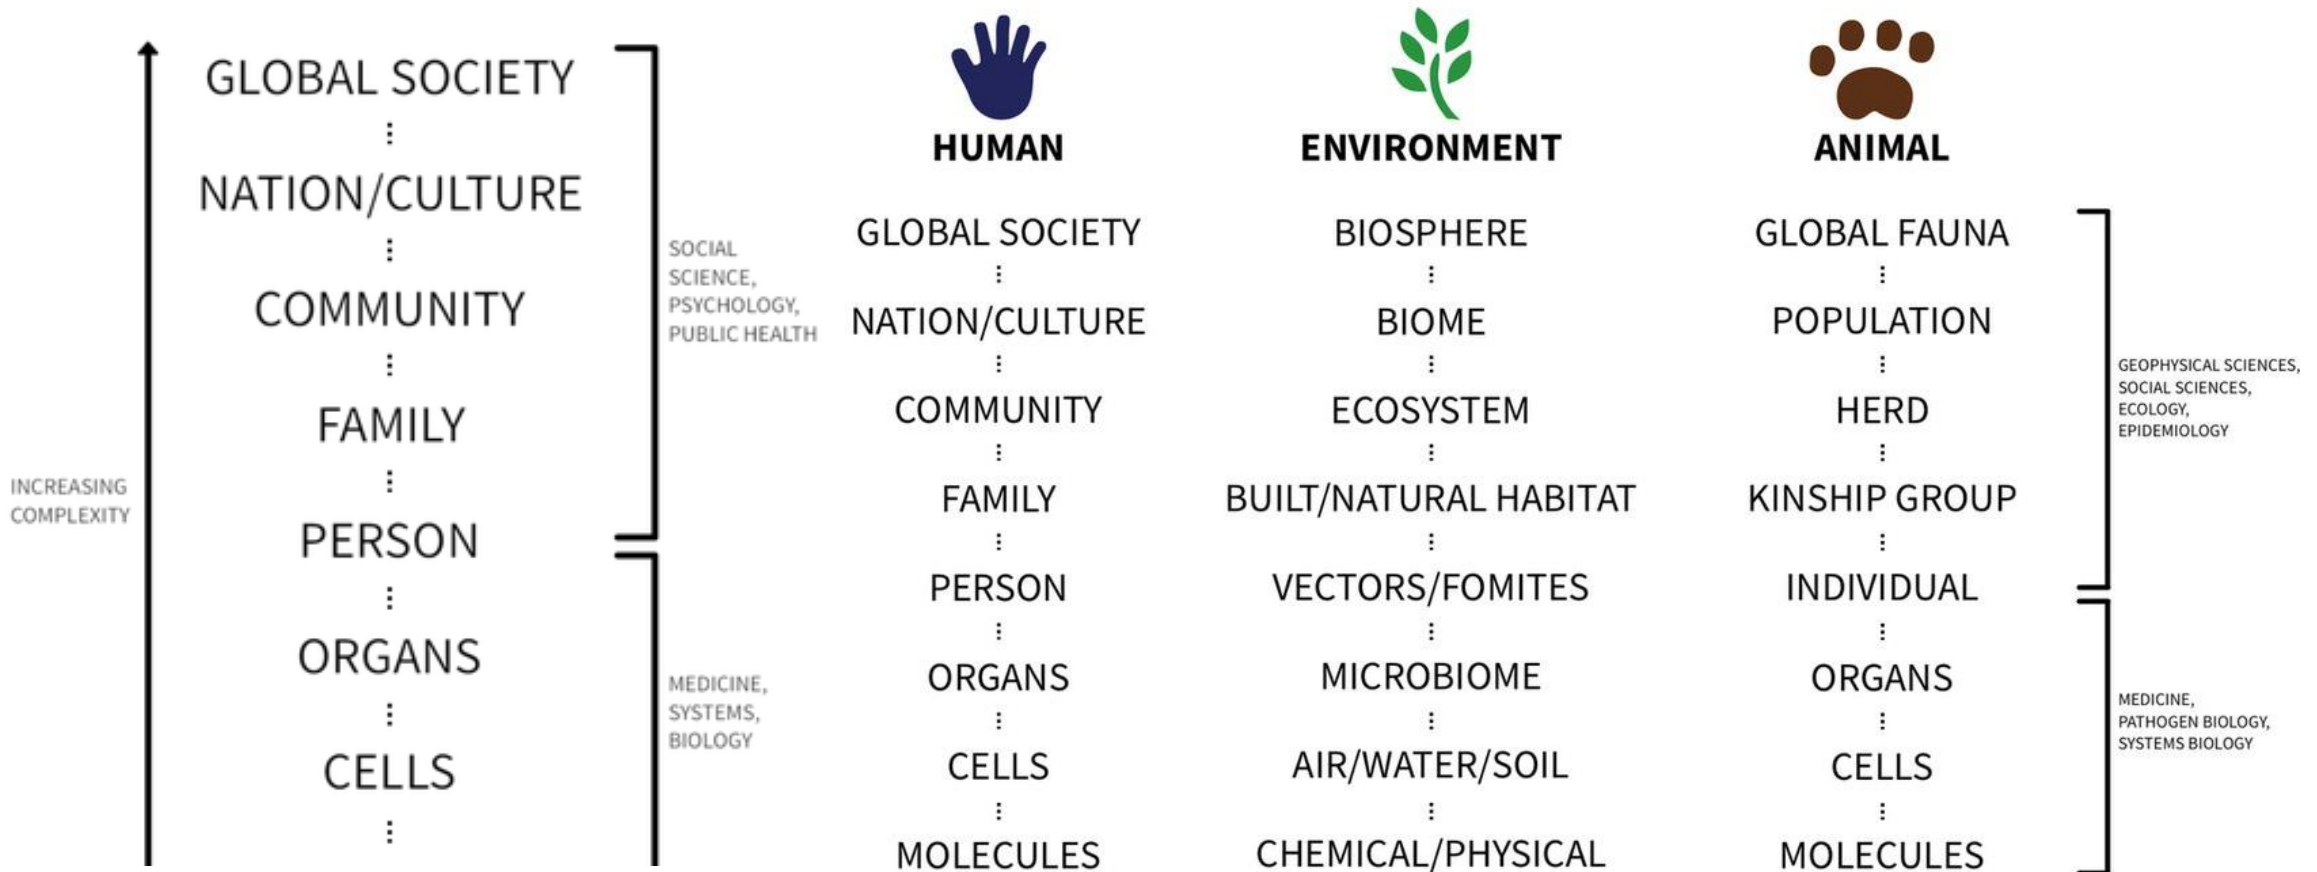 GLOBAL SOCIETY
NATION/CULTURE
COMMUNITY
FAMILY
PERSON
ORGANS
CELLS
INCREASING
COMPLEXITY
SOCIAL
SCIENCE,
PSYCHOLOGY,
PUBLIC HEALTH
MEDICINE,
SYSTEMS,
BIOLOGY
HUMAN
GLOBAL SOCIETY
NATION/CULTURE
COMMUNITY
FAMILY
PERSON
ORGANS
CELLS
MOLECULES
ENVIRONMENT
BIOSPHERE
BIOME
ECOSYSTEM
BUILT/NATURAL HABITAT
VECTORS/FOMITES
MICROBIOME
AIR/WATER/SOIL
CHEMICAL/PHYSICAL
ANIMAL
GLOBAL FAUNA
POPULATION
HERD
KINSHIP GROUP
INDIVIDUAL
ORGANS
CELLS
MOLECULES
GEOPHYSICAL SCIENCES,
SOCIAL SCIENCES,
ECOLOGY,
EPIDEMIOLOGY
MEDICINE,
PATHOGEN BIOLOGY,
SYSTEMS BIOLOGY